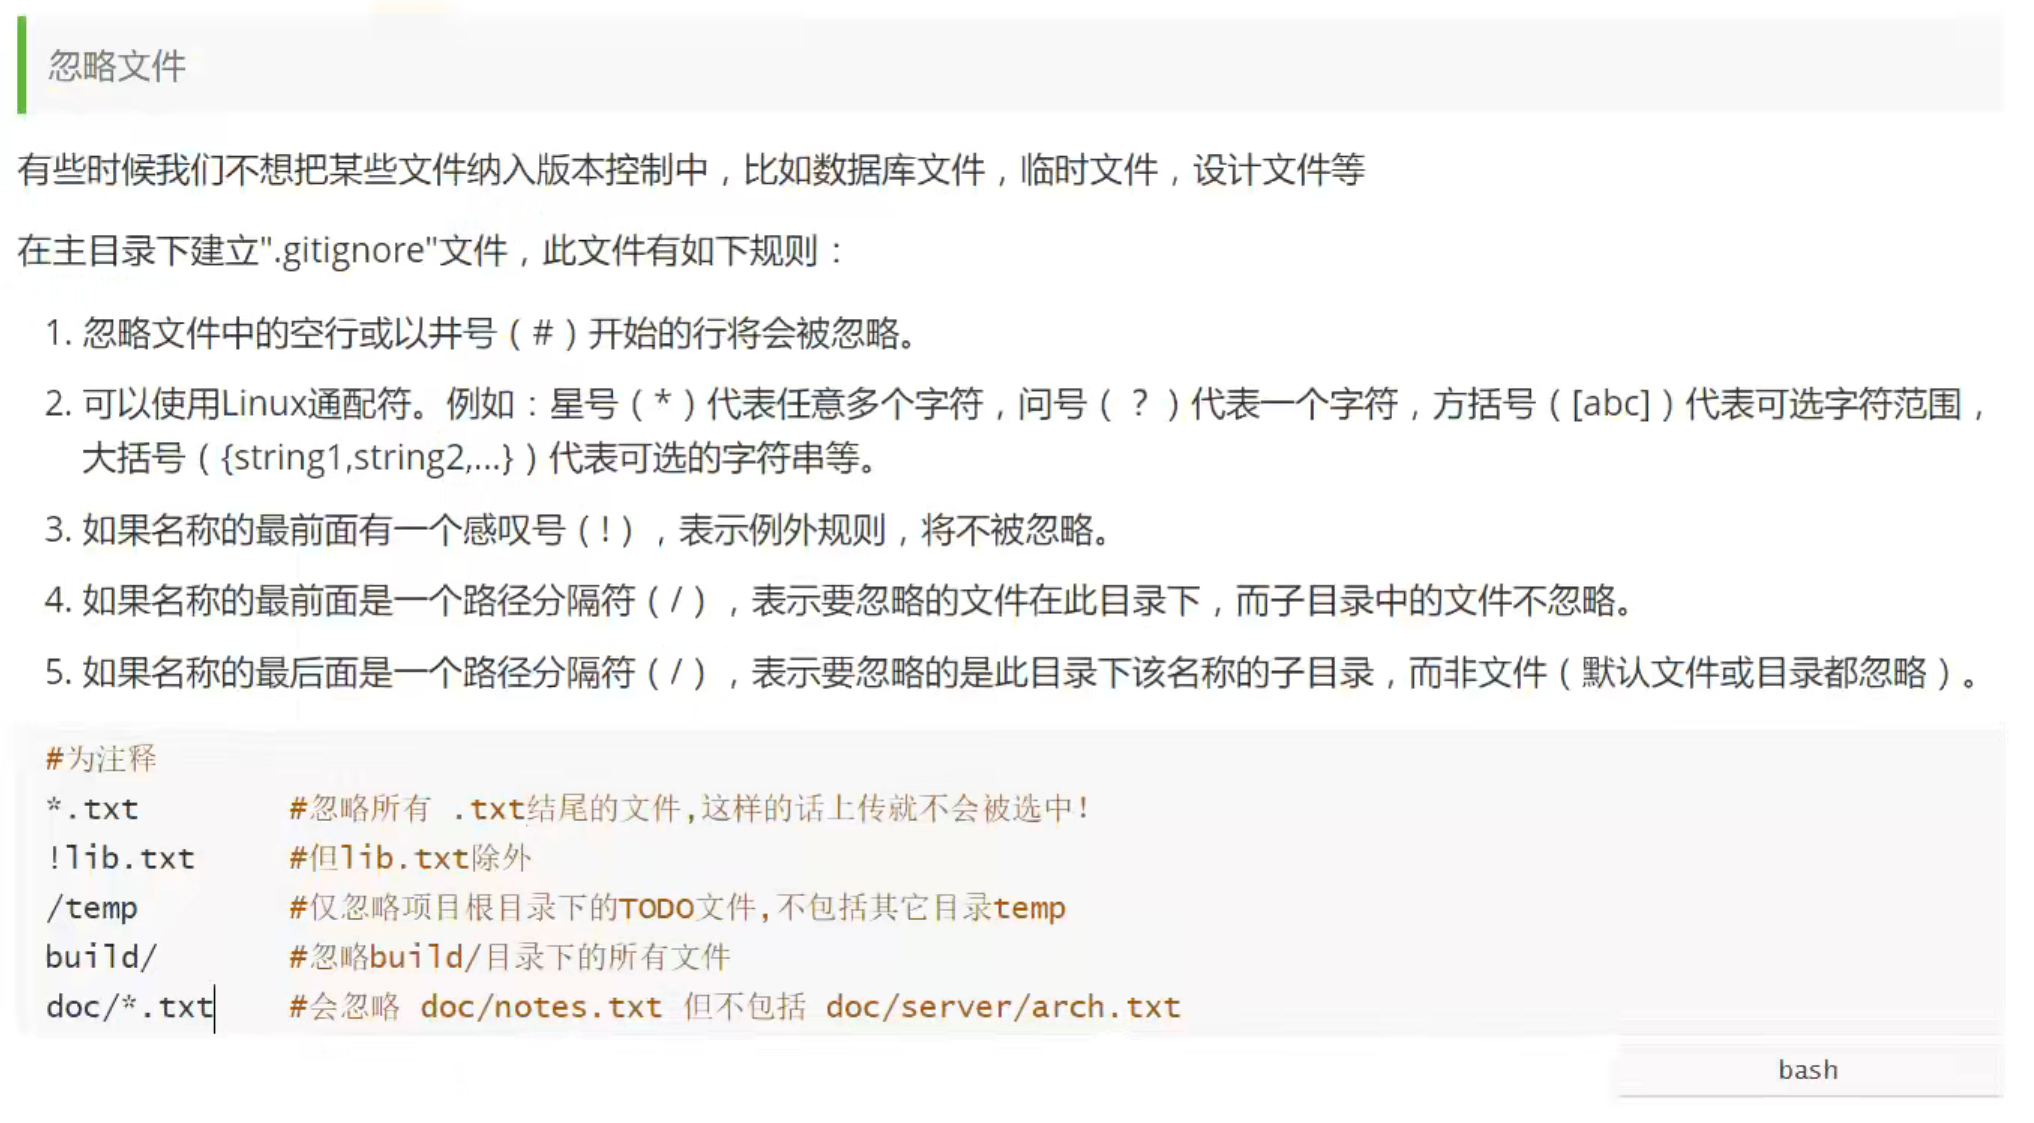 忽略文件
有些时候我们不想把某些文件纳入版本控制中，比如数据库文件，临时文件，设计文件等
在主目录下建立".gitignore"文件，此文件有如下规则：
1. 忽略文件中的空行或以井号（#）开始的行将会被忽略。
2. 可以使用Linux通配符。例如：星号（*）代表任意多个字符，问号（？）代表一个字符，方括号（[abc]）代表可选字符范围，
大括号（{string1,string2,...}）代表可选的字符串等。
3. 如果名称的最前面有一个感叹号（!），表示例外规则，将不被忽略。
4. 如果名称的最前面是一个路径分隔符（/），表示要忽略的文件在此目录下，而子目录中的文件不忽略。
5. 如果名称的最后面是一个路径分隔符（/），表示要忽略的是此目录下该名称的子目录，而非文件（默认文件或目录都忽略）。
#为注释
*.txt #忽略所有 .txt结尾的文件,这样的话上传就不会被选中!
!lib.txt #但lib.txt除外
/temp #仅忽略项目根目录下的TODO文件,不包括其它目录temp
build/ #忽略build/目录下的所有文件
doc/*.txt #会忽略 doc/notes.txt 但不包括 doc/server/arch.txt
bash